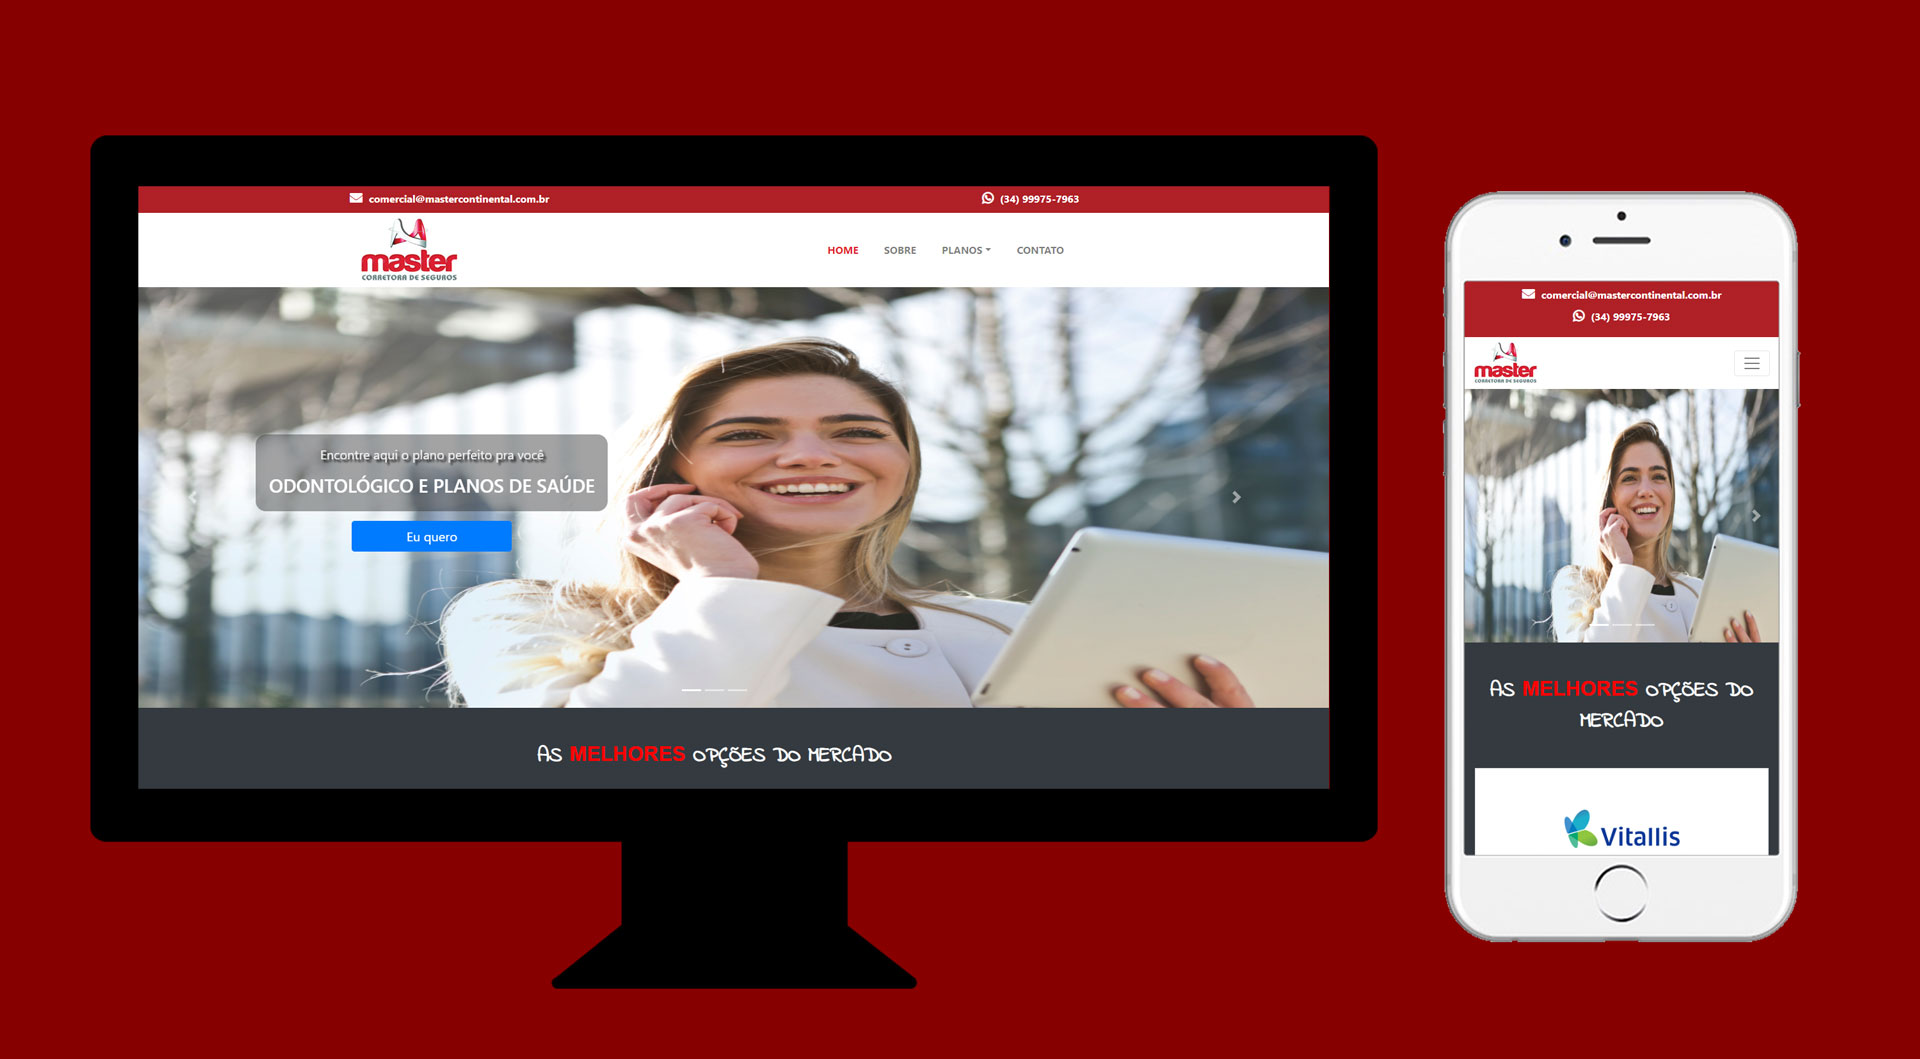 comercial@mastercontinental.com.br
(34) 99975-7963
master
CORRETORA DE SEGUROS
HOME SOBRE PLANOS CONTATO
Encontre aqui o plano perfeito pra você
ODONTOLÓGICO E PLANOS DE SAÚDE
Eu quero
AS MELHORES OPÇÕES DO MERCADO
comercial@mastercontinental.com.br
(34) 99975-7963
master
CORRETORA DE SEGUROS
AS MELHORES OPÇÕES DO
MERCADO
Vitallis